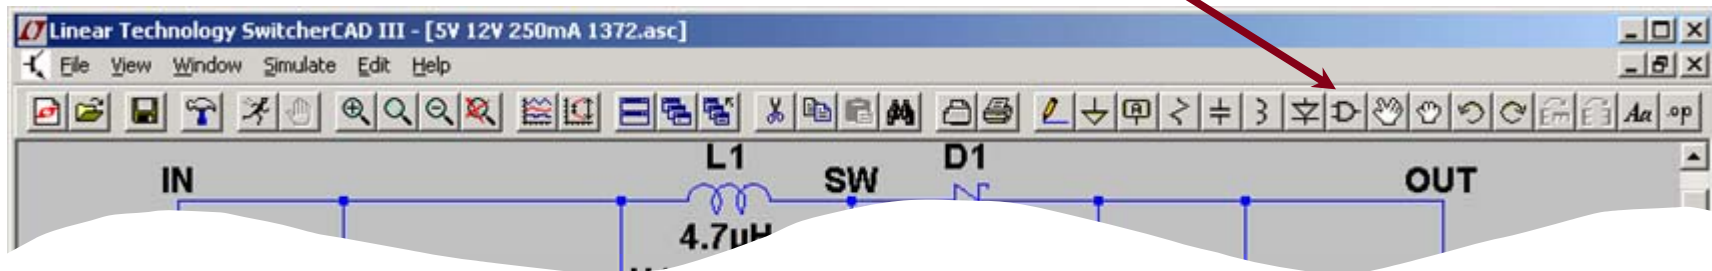 Linear Technology SwitcherCAD III - [5V 12V 250mA 1372.asc]
File View Window Simulate Edit Help
A Aa .op
L1 D1
IN SW OUT
4.7µH